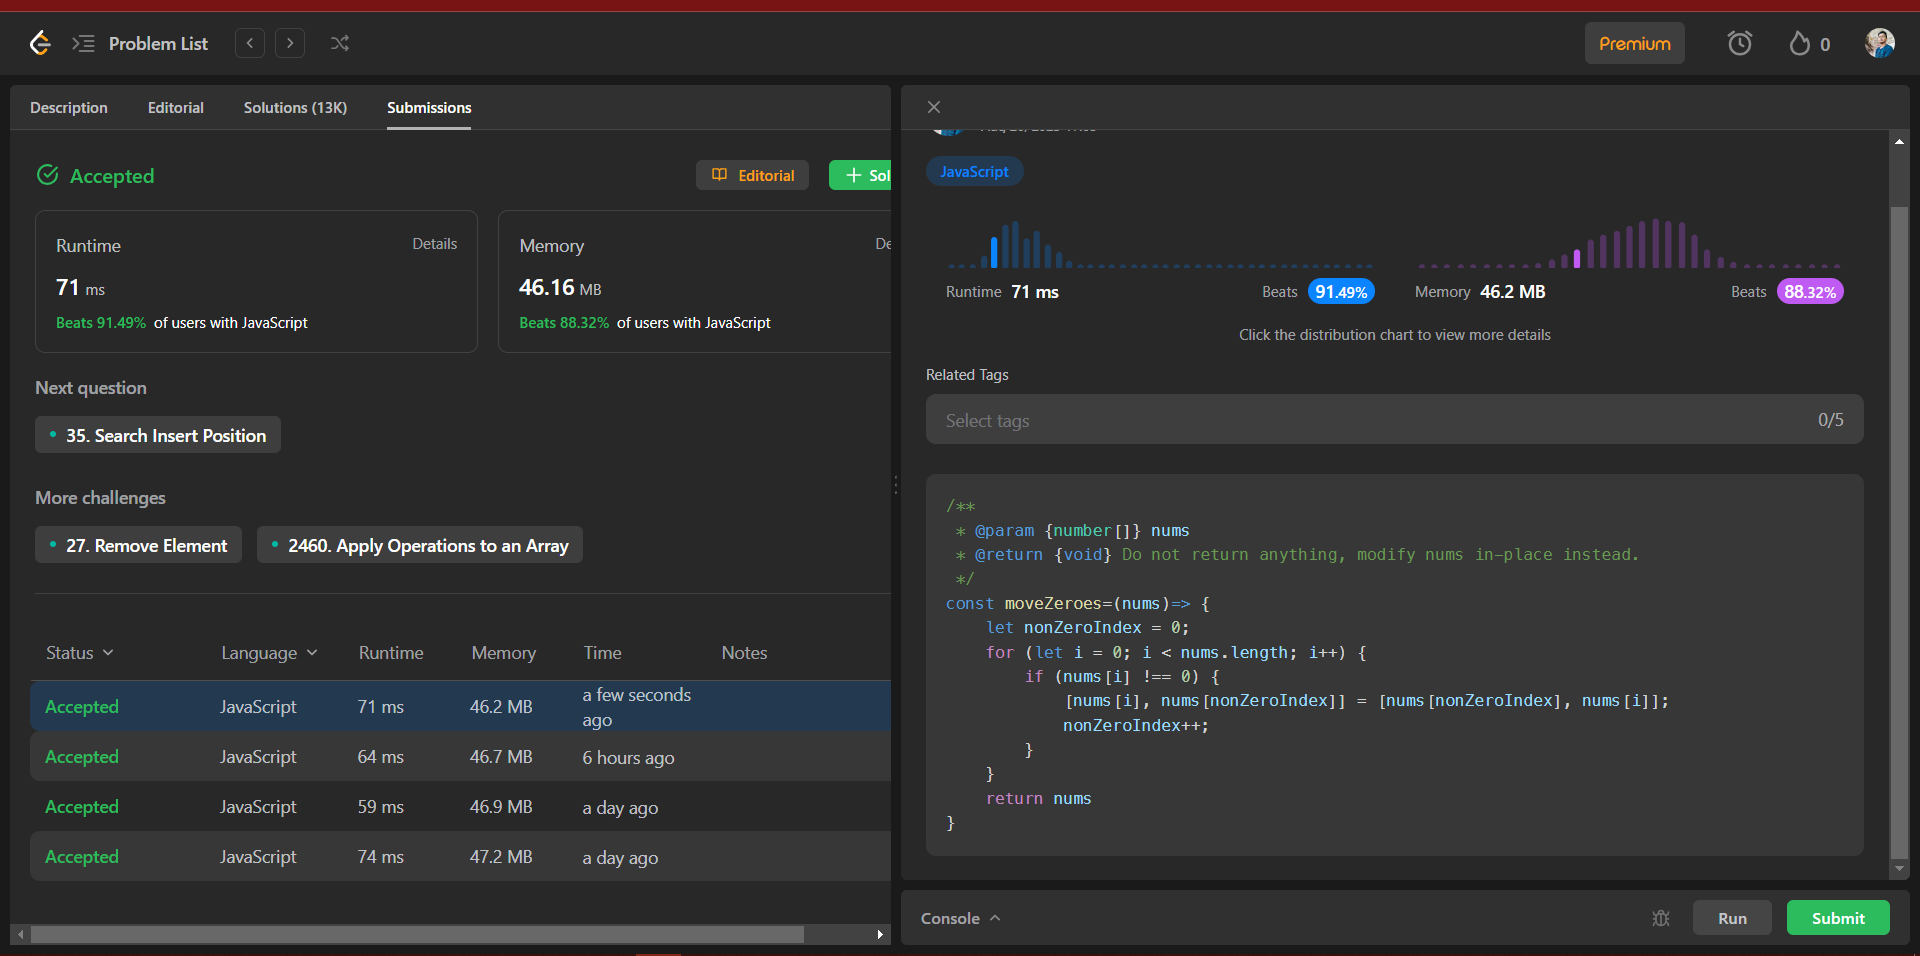 Problem List
Premium
0
Description Editorial Solutions (13K) Submissions
Accepted
Editorial
Sol
Runtime Details
71 ms
Beats 91.49% of users with JavaScript
Memory De
46.16 MB
Beats 88.32% of users with JavaScript
Next question
35. Search Insert Position
More challenges
27. Remove Element
2460. Apply Operations to an Array
Status Language Runtime Memory Time Notes
Accepted JavaScript 71 ms 46.2 MB a few seconds ago
Accepted JavaScript 64 ms 46.7 MB 6 hours ago
Accepted JavaScript 59 ms 46.9 MB a day ago
Accepted JavaScript 74 ms 47.2 MB a day ago
JavaScript
Runtime 71 ms Beats 91.49%
Memory 46.2 MB Beats 88.32%
Click the distribution chart to view more details
Related Tags
Select tags 0/5
/**
 * @param {number[]} nums
 * @return {void} Do not return anything, modify nums in-place instead.
 */
const moveZeroes=(nums)=> {
    let nonZeroIndex = 0;
    for (let i = 0; i < nums.length; i++) {
        if (nums[i] !== 0) {
            [nums[i], nums[nonZeroIndex]] = [nums[nonZeroIndex], nums[i]];
            nonZeroIndex++;
        }
    }
    return nums
}
Console
Run
Submit